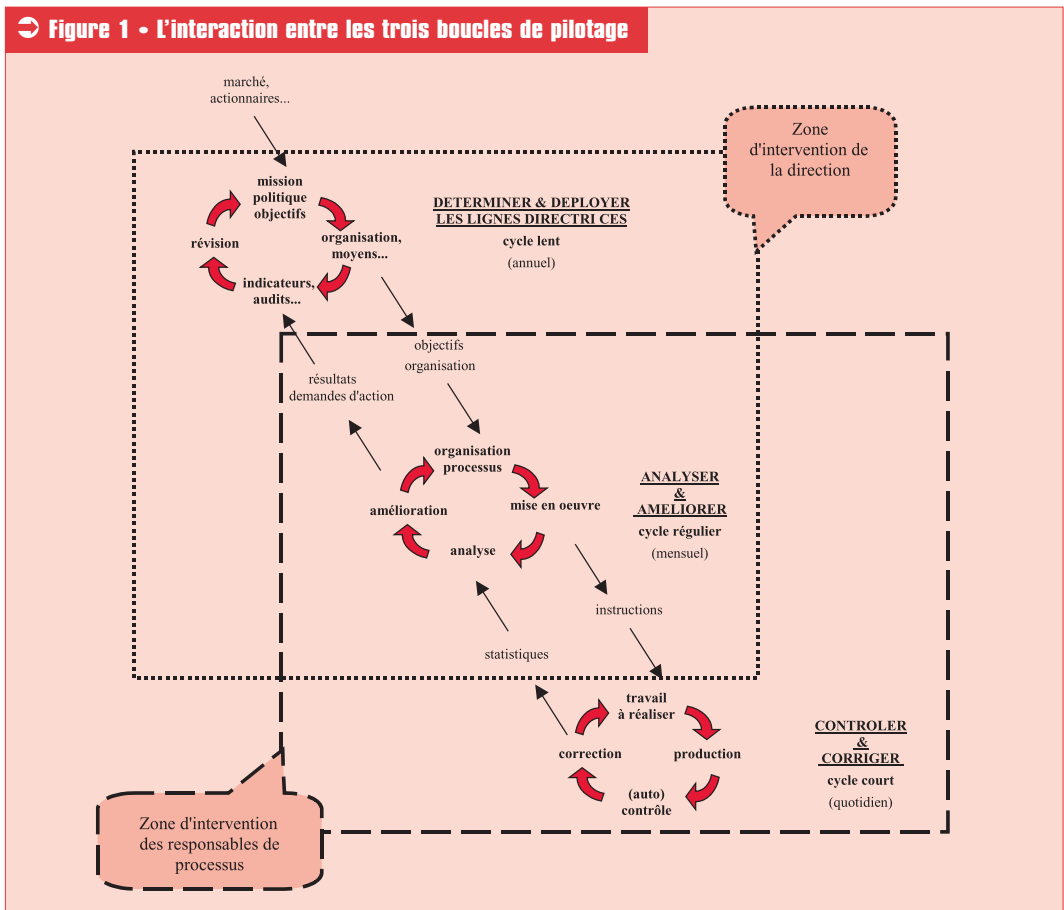 Figure 1 • L'interaction entre les trois boucles de pilotage
marché,
actionnaires...
Zone
d'intervention de
la direction
mission
politique
objectifs
DETERMINER & DEPLOYER
LES LIGNES DIRECTRI CES
cycle lent
(annuel)
révision
organisation,
moyens...
indicateurs,
audits...
objectifs
organisation
résultats
demandes d'action
organisation
processus
ANALYSER
&
AMELIORER
cycle régulier
(mensuel)
amélioration
mise en oeuvre
analyse
instructions
statistiques
travail
à réaliser
CONTROLER
&
CORRIGER
cycle court
(quotidien)
correction
production
(auto)
contrôle
Zone d'intervention
des responsables de
processus